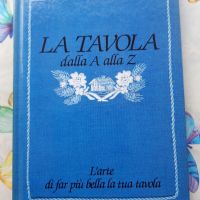 LA TAVOLA
dalla A alla Z
L'arte
di far più bella la tua tavola